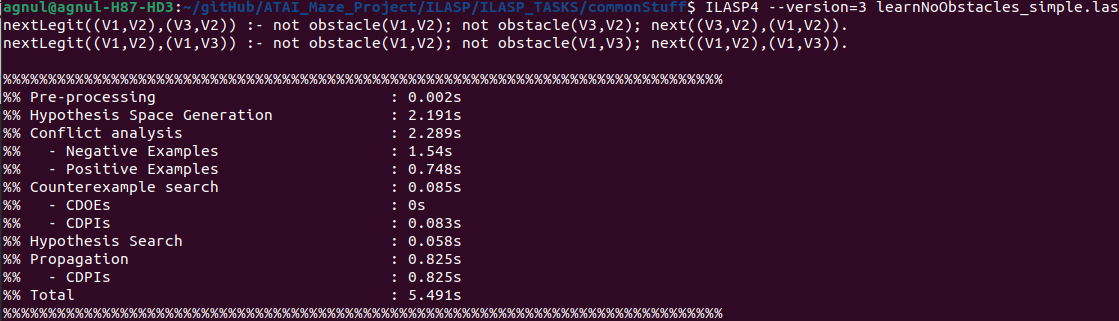 agnul@agnul-H87-HD3:~/gitHub/ATAI_Maze_Project/ILASP/ILASP_TASKS/commonStuff$ ILASP4 --version=3 learnNoObstacles_simple.las
nextLegit((V1,V2),(V3,V2)) :- not obstacle(V1,V2); not obstacle(V3,V2); next((V3,V2),(V1,V2)).
nextLegit((V1,V2),(V1,V3)) :- not obstacle(V1,V2); not obstacle(V1,V3); next((V1,V2),(V1,V3)).
%%%%%%%%%%%%%%%%%%%%%%%%%%%%%%%%%%%%%%%%%%%%%%%%%%%%%%%%%%%%%%%%%%%%%%%%%%%%%%%%%%
%% Pre-processing                          : 0.002s
%% Hypothesis Space Generation             : 2.191s
%% Conflict analysis                       : 2.289s
%%   - Negative Examples                   : 1.54s
%%   - Positive Examples                   : 0.748s
%% Counterexample search                   : 0.085s
%%   - CDOEs                               : 0s
%%   - CDPIs                               : 0.083s
%% Hypothesis Search                       : 0.058s
%% Propagation                             : 0.825s
%%   - CDPIs                               : 0.825s
%% Total                                   : 5.491s
%%%%%%%%%%%%%%%%%%%%%%%%%%%%%%%%%%%%%%%%%%%%%%%%%%%%%%%%%%%%%%%%%%%%%%%%%%%%%%%%%%